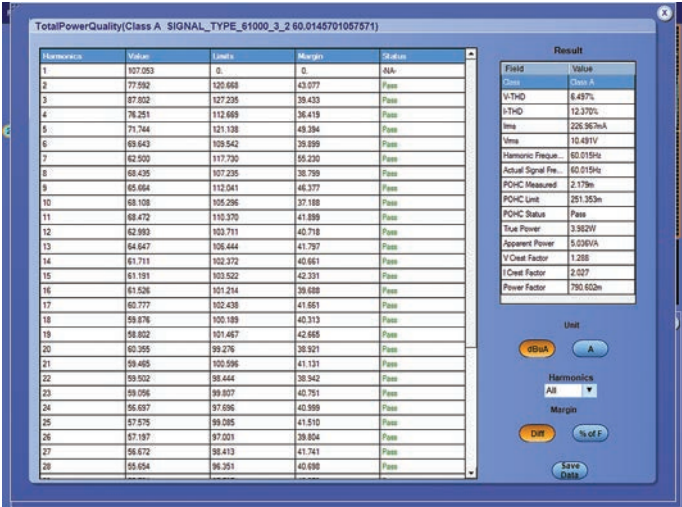 TotalPowerQuality(Class A SIGNAL_TYPE_61000_3_2 60.0145701057571)
Harmonics Value Limits Margin Status
1 107.053 0. 0. -NA-
2 77.592 120.668 43.077 Pass
3 87.802 127.235 39.433 Pass
4 76.251 112.669 36.419 Pass
5 71.744 121.138 49.394 Pass
6 69.643 109.542 39.899 Pass
7 62.500 117.730 55.230 Pass
8 68.435 107.235 38.799 Pass
9 65.664 112.041 46.377 Pass
10 68.108 105.296 37.188 Pass
11 68.472 110.370 41.899 Pass
12 62.993 103.711 40.718 Pass
13 64.647 106.444 41.797 Pass
14 61.711 102.372 40.661 Pass
15 61.191 103.522 42.331 Pass
16 61.526 101.214 39.688 Pass
17 60.777 102.438 41.661 Pass
18 59.876 100.189 40.313 Pass
19 58.802 101.467 42.665 Pass
20 60.355 99.276 38.921 Pass
21 59.465 100.596 41.131 Pass
22 59.502 98.444 38.942 Pass
23 59.056 99.807 40.751 Pass
24 56.697 97.696 40.999 Pass
25 57.575 99.085 41.510 Pass
26 57.197 97.001 39.804 Pass
27 56.672 98.413 41.741 Pass
28 55.654 96.351 40.698 Pass
Result
Field Value
Class Class A
V-THD 6.497%
I-THD 12.370%
Irms 226.967mA
Vrms 10.491V
Harmonic Freque... 60.015Hz
Actual Signal Fre... 60.015Hz
POHC Measured 2.179m
POHC Limit 251.353m
POHC Status Pass
True Power 3.982W
Apparent Power 5.036VA
V Crest Factor 1.288
I Crest Factor 2.027
Power Factor 790.602m
Unit
dBuA A
Harmonics
All
Margin
Diff % of F
Save
Data